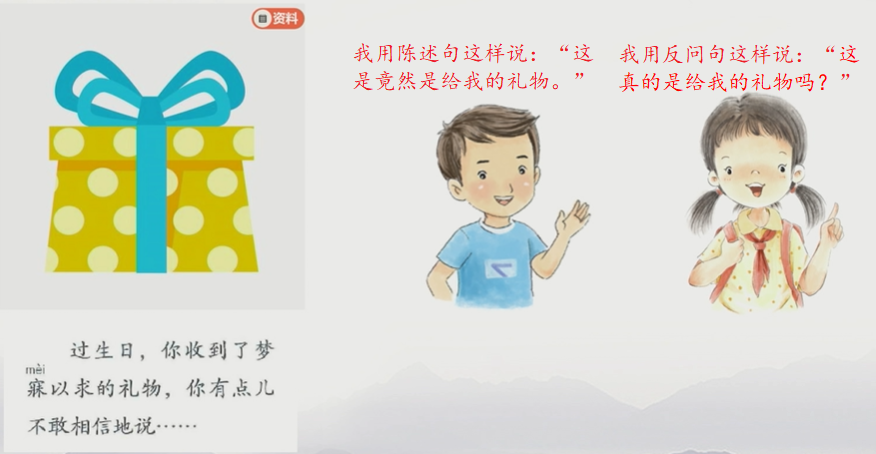 资料
我用陈述句这样说：“这
是竟然是给我的礼物。”
我用反问句这样说：“这
真的是给我的礼物吗？”
过生日，你收到了梦
mèi
寐以求的礼物，你有点儿
不敢相信地说……